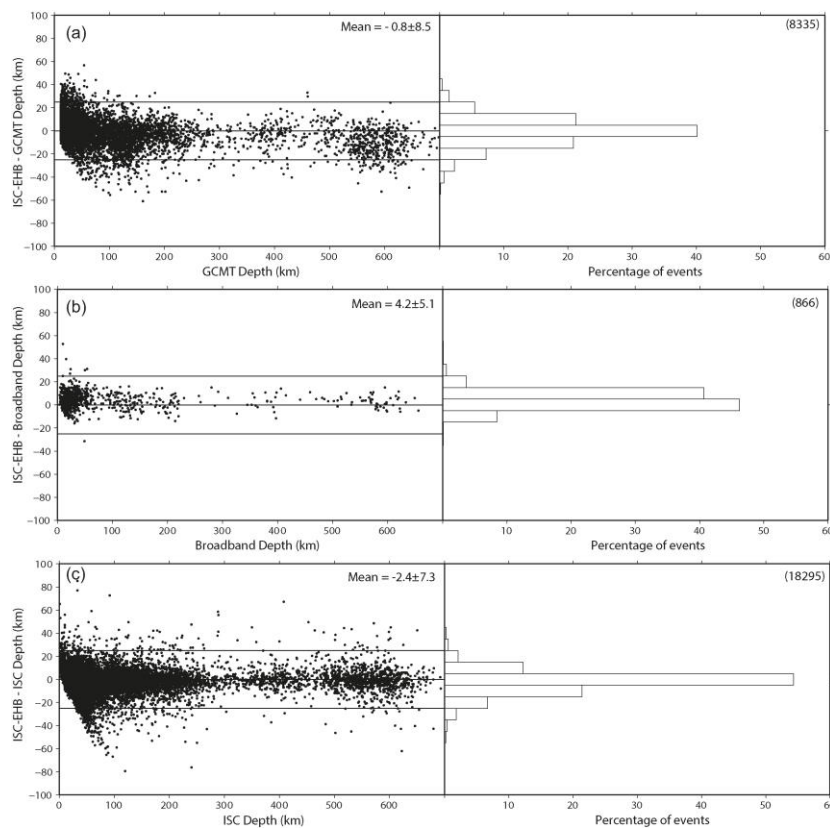 (a)
Mean = - 0.8±8.5
(8335)
100
80
60
40
20
0
-20
-40
-60
-80
-100
ISC-EHB - GCMT Depth (km)
0 100 200 300 400 500 600
GCMT Depth (km)
10 20 30 40 50 60
Percentage of events
(b)
Mean = 4.2±5.1
(866)
100
80
60
40
20
0
-20
-40
-60
-80
-100
ISC-EHB - Broadband Depth (km)
0 100 200 300 400 500 600
Broadband Depth (km)
10 20 30 40 50 60
Percentage of events
(c)
Mean = -2.4±7.3
(18295)
100
80
60
40
20
0
-20
-40
-60
-80
-100
ISC-EHB - ISC Depth (km)
0 100 200 300 400 500 600
ISC Depth (km)
10 20 30 40 50 60
Percentage of events